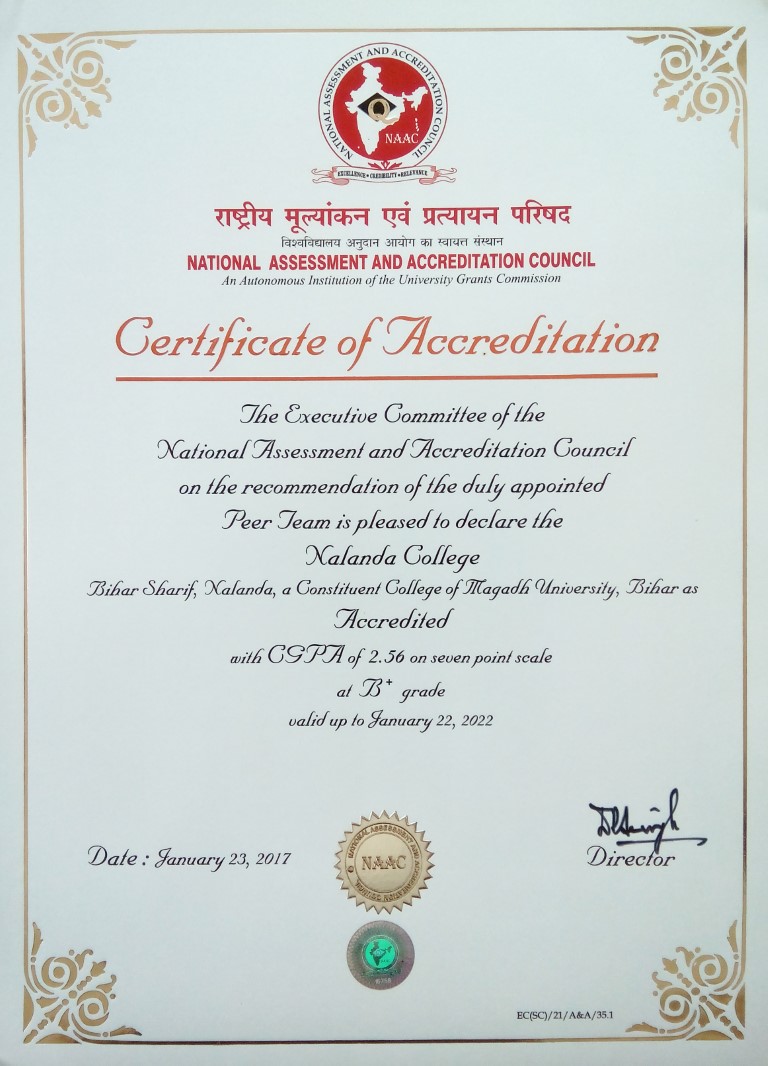 NATIONAL ASSESSMENT AND ACCREDITATION COUNCIL
Q
NAAC
EXCELLENCE • CREDIBILITY • RELEVANCE
राष्ट्रीय मूल्यांकन एवं प्रत्यायन परिषद
विश्वविद्यालय अनुदान आयोग का स्वायत्त संस्थान
NATIONAL ASSESSMENT AND ACCREDITATION COUNCIL
An Autonomous Institution of the University Grants Commission
Certificate of Accreditation
The Executive Committee of the
National Assessment and Accreditation Council
on the recommendation of the duly appointed
Peer Team is pleased to declare the
Nalanda College
Bihar Sharif, Nalanda, a Constituent College of Magadh University, Bihar as
Accredited
with CGPA of 2.56 on seven point scale
at B+ grade
valid up to January 22, 2022
Date : January 23, 2017
NAAC
Director
EC(SC)/21/A&A/35.1